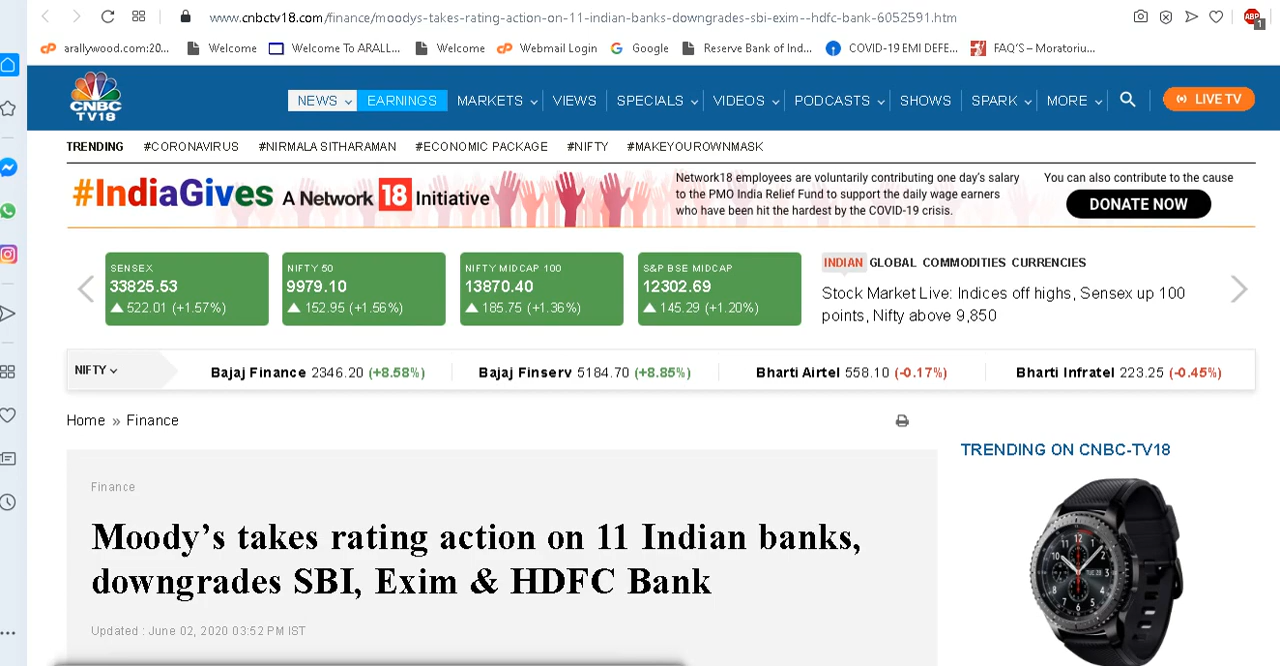 www.cnbctv18.com/finance/moodys-takes-rating-action-on-11-indian-banks-downgrades-sbi-exim--hdfc-bank-6052591.htm
ABP
1
arallywood.com:20... Welcome Welcome To ARALL... Welcome Webmail Login Google Reserve Bank of Ind... COVID-19 EMI DEFE... FAQ'S – Moratoriu...
CNBC
TV18
NEWS EARNINGS MARKETS VIEWS SPECIALS VIDEOS PODCASTS SHOWS SPARK MORE LIVE TV
TRENDING #CORONAVIRUS #NIRMALA SITHARAMAN #ECONOMIC PACKAGE #NIFTY #MAKEYOUROWNMASK
#IndiaGives A Network 18 Initiative
Network18 employees are voluntarily contributing one day's salary
to the PMO India Relief Fund to support the daily wage earners
who have been hit the hardest by the COVID-19 crisis.
You can also contribute to the cause
DONATE NOW
SENSEX
33825.53
522.01 (+1.57%)
NIFTY 50
9979.10
152.95 (+1.56%)
NIFTY MIDCAP 100
13870.40
185.75 (+1.36%)
S&P BSE MIDCAP
12302.69
145.29 (+1.20%)
INDIAN GLOBAL COMMODITIES CURRENCIES
Stock Market Live: Indices off highs, Sensex up 100
points, Nifty above 9,850
NIFTY Bajaj Finance 2346.20 (+8.58%) Bajaj Finserv 5184.70 (+8.85%) Bharti Airtel 558.10 (-0.17%) Bharti Infratel 223.25 (-0.45%)
Home » Finance
TRENDING ON CNBC-TV18
Finance
Moody's takes rating action on 11 Indian banks,
downgrades SBI, Exim & HDFC Bank
Updated : June 02, 2020 03:52 PM IST